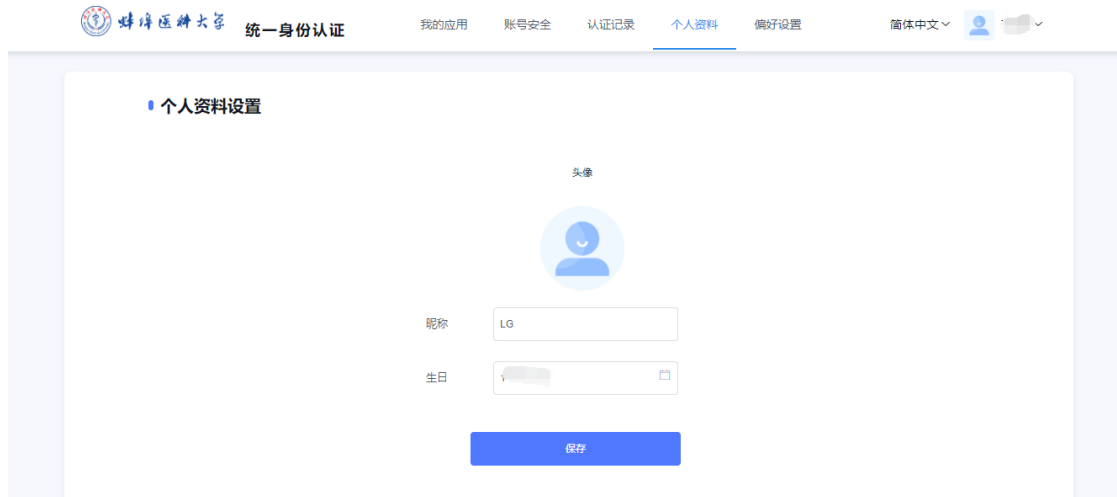 蚌埠医科大学 统一身份认证 我的应用 账号安全 认证记录 个人资料 偏好设置 简体中文
个人资料设置
头像
昵称 LG
生日
保存